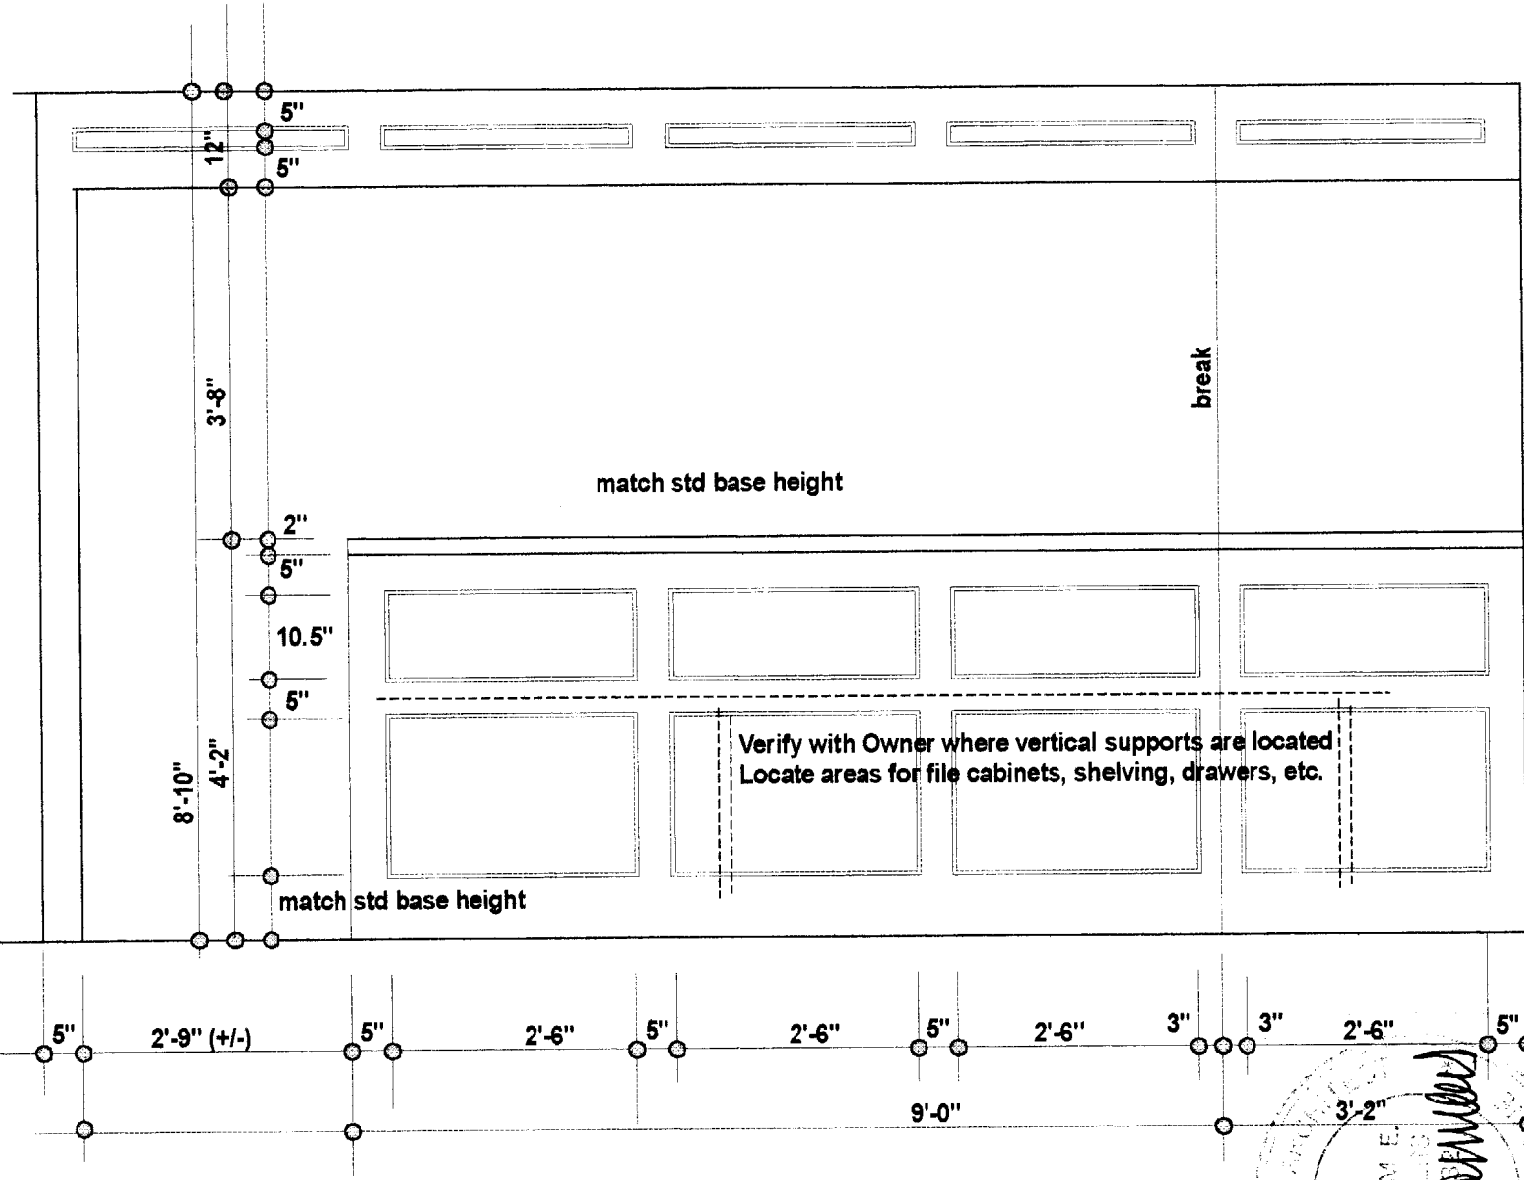 5"
12"
5"
3'-8"
break
match std base height
2"
5"
10.5"
5"
Verify with Owner where vertical supports are located
Locate areas for file cabinets, shelving, drawers, etc.
4'-2"
8'-10"
match std base height
5" 2'-9" (+/-) 5" 2'-6" 5" 2'-6" 5" 2'-6" 3" 3" 2'-6" 5"
9'-0" 3'-2"
M E.